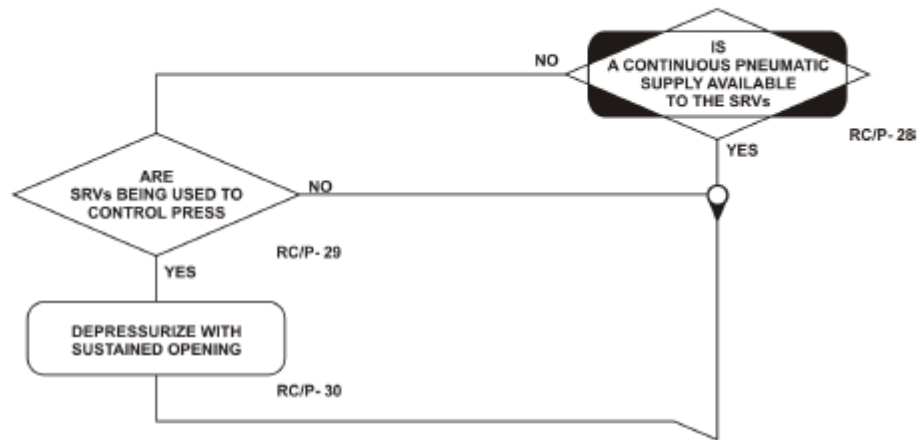 IS
A CONTINUOUS PNEUMATIC
SUPPLY AVAILABLE
TO THE SRVs
NO
RC/P- 28
YES
ARE
SRVs BEING USED TO
CONTROL PRESS
NO
RC/P- 29
YES
DEPRESSURIZE WITH
SUSTAINED OPENING
RC/P- 30